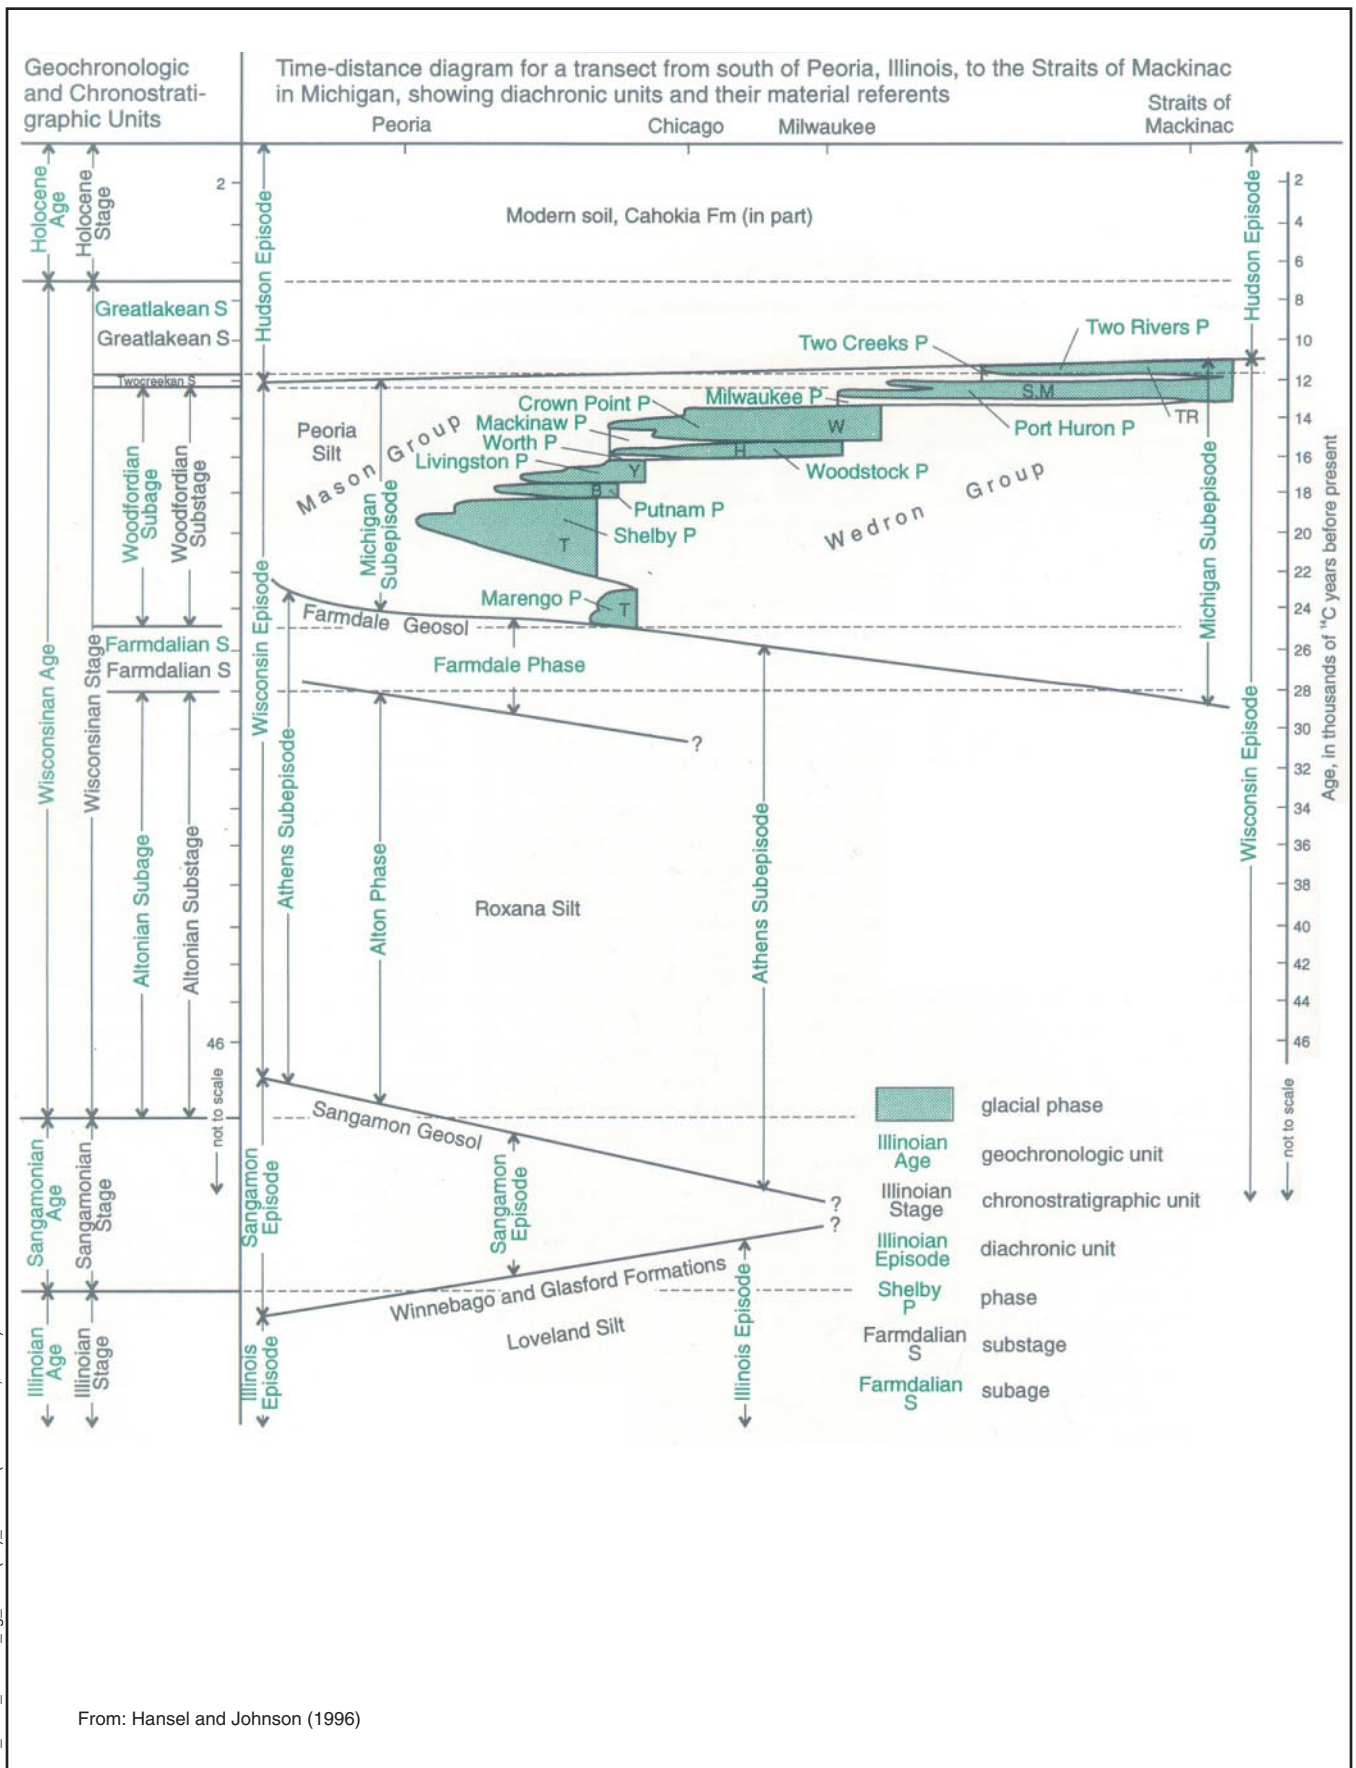 Geochronologic
and Chronostrati-
graphic Units
Time-distance diagram for a transect from south of Peoria, Illinois, to the Straits of Mackinac
in Michigan, showing diachronic units and their material referents
Peoria
Chicago
Milwaukee
Straits of
Mackinac
Holocene
Age
Holocene
Stage
2
Hudson Episode
Modern soil, Cahokia Fm (in part)
Hudson Episode
2
4
6
8
10
12
14
16
18
20
22
24
26
28
30
32
34
36
38
40
42
44
46
Age, in thousands of ¹⁴C years before present
Greatlakean S
Greatlakean S
Twocreekan S
Two Rivers P
Two Creeks P
S.M
TR
Port Huron P
Milwaukee P
Crown Point P
W
Mackinaw P
Worth P
H
Woodstock P
Livingston P
Y
B
Putnam P
Shelby P
T
Marengo P
T
Peoria
Silt
Mason Group
Wedron Group
Michigan
Subepisode
Michigan Subepisode
Woodfordian
Subage
Woodfordian
Substage
Farmdale Geosol
Farmdalian S
Farmdalian S
Farmdale Phase
?
Wisconsinan Age
Wisconsinan Stage
Wisconsin Episode
Wisconsin Episode
Altonian Subage
Altonian Substage
Athens Subepisode
Alton Phase
Roxana Silt
Athens Subepisode
46
not to scale
not to scale
Sangamon Geosol
Sangamonian
Age
Sangamonian
Stage
Sangamon
Episode
Sangamon
Episode
?
?
Winnebago and Glasford Formations
Loveland Silt
Illinoian
Age
Illinoian
Stage
Illinois
Episode
Illinois Episode
glacial phase
Illinoian
Age
geochronologic unit
Illinoian
Stage
chronostratigraphic unit
Illinoian
Episode
diachronic unit
Shelby
P
phase
Farmdalian
S
substage
Farmdalian
S
subage
From: Hansel and Johnson (1996)